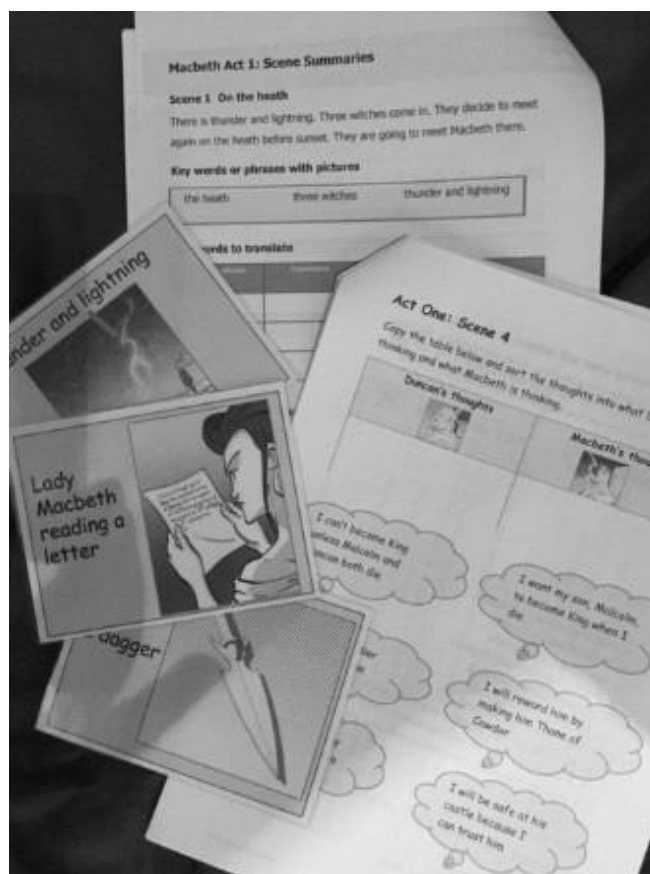 Macbeth Act 1: Scene Summaries
Scene 1 On the heath
There is thunder and lightning. Three witches come in. They decide to meet
again on the heath before sunset. They are going to meet Macbeth there.
Key words or phrases with pictures
the heath three witches thunder and lightning
words to translate
and lightning
Lady
Macbeth
reading a
letter
dagger
Act One: Scene 4
Copy the table below and sort the thoughts into what
thinking and what Macbeth is thinking.
Duncan's thoughts
Macbeth's
I can't become King
Malcolm and
both die
I want my son, Malcolm,
to become King when I
die
I will reward him by
making him Thane of
Cawdor
I will be safe at his
castle because I
can trust him